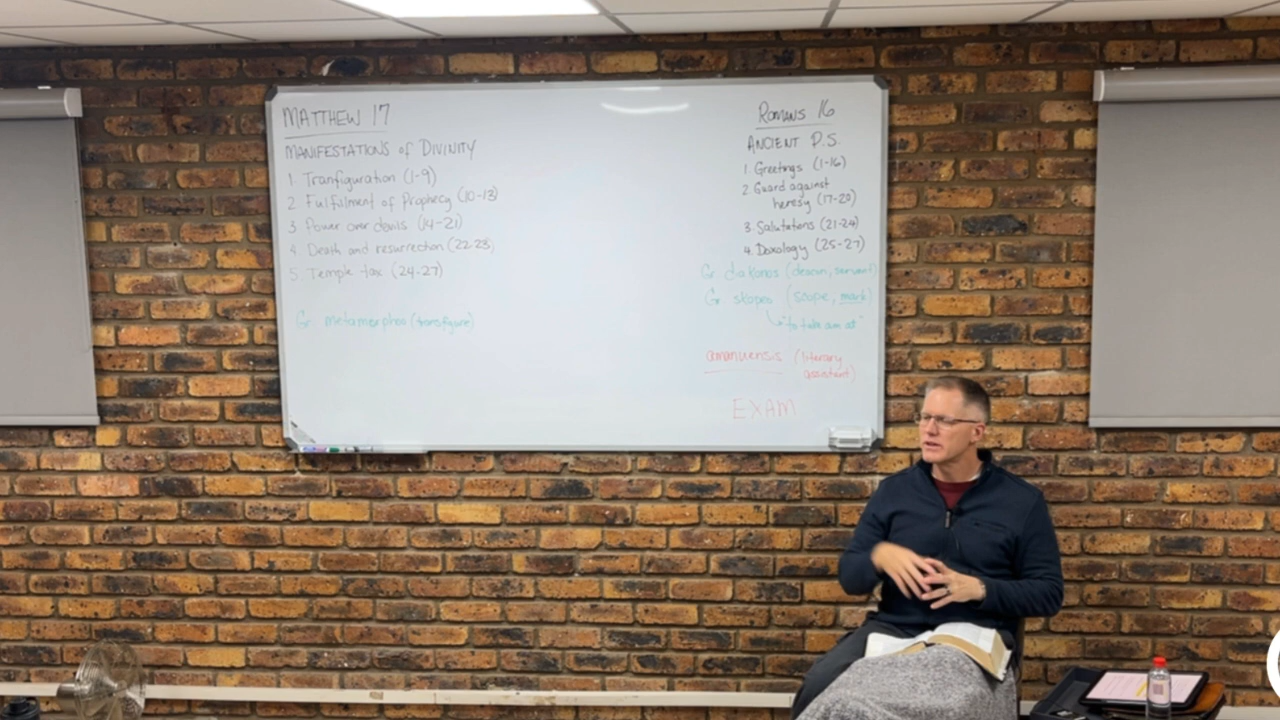 MATTHEW 17
MANIFESTATIONS of DIVINITY
1. Tranfiguration (1-9)
2. Fulfilment of Prophecy (10-13)
3. Power over devils (14-21)
4. Death and resurrection (22-23)
5. Temple tax (24-27)
Gr metamorphoo (transfigure)
Romans 16
ANCIENT P.S.
1. Greetings (1-16)
2 Guard against
heresy (17-20)
3. Salutations (21-24)
4. Doxology (25-27)
Gr diakonos (deacon, servant)
Gr skopeo (scope, mark)
"to take aim at"
amanuensis (literary
assistant)
EXAM